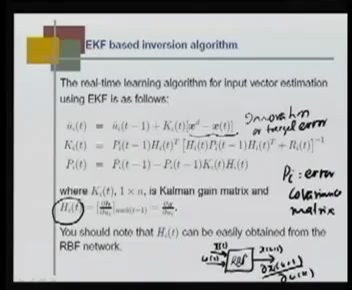 EKF based inversion algorithm
The real-time learning algorithm for input vector estimation
using EKF is as follows:
û_i(t) = û_i(t−1) + K_i(t)[x^d − x(t)]
Innovation
or target error
K_i(t) = P_i(t−1)H_i(t)^T [H_i(t)P_i(t−1)H_i(t)^T + R_i(t)]^{-1}
P_i(t) = P_i(t−1) − P_i(t−1)K_i(t)H_i(t)
P_i: error
covariance
matrix
where K_i(t), 1 × n, is Kalman gain matrix and
H_i(t)
You should note that H_i(t) can be easily obtained from the
RBF network.
x(t)
u(t)
RBF
x(t+1)